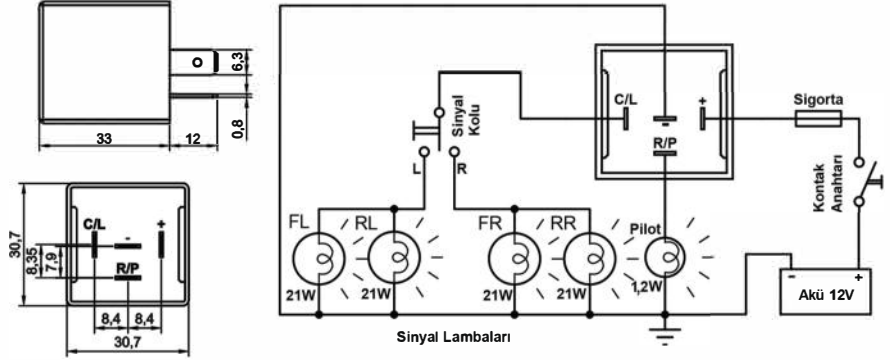 33
12
6,3
0,8
C/L
-
+
R/P
30,7
8,35
7,9
8,4
8,4
30,7
Sinyal
Kolu
L
R
C/L
-
+
R/P
Sigorta
Kontak
Anahtarı
FL
RL
FR
RR
Pilot
21W
21W
21W
21W
1,2W
-
+
Akü 12V
Sinyal Lambaları